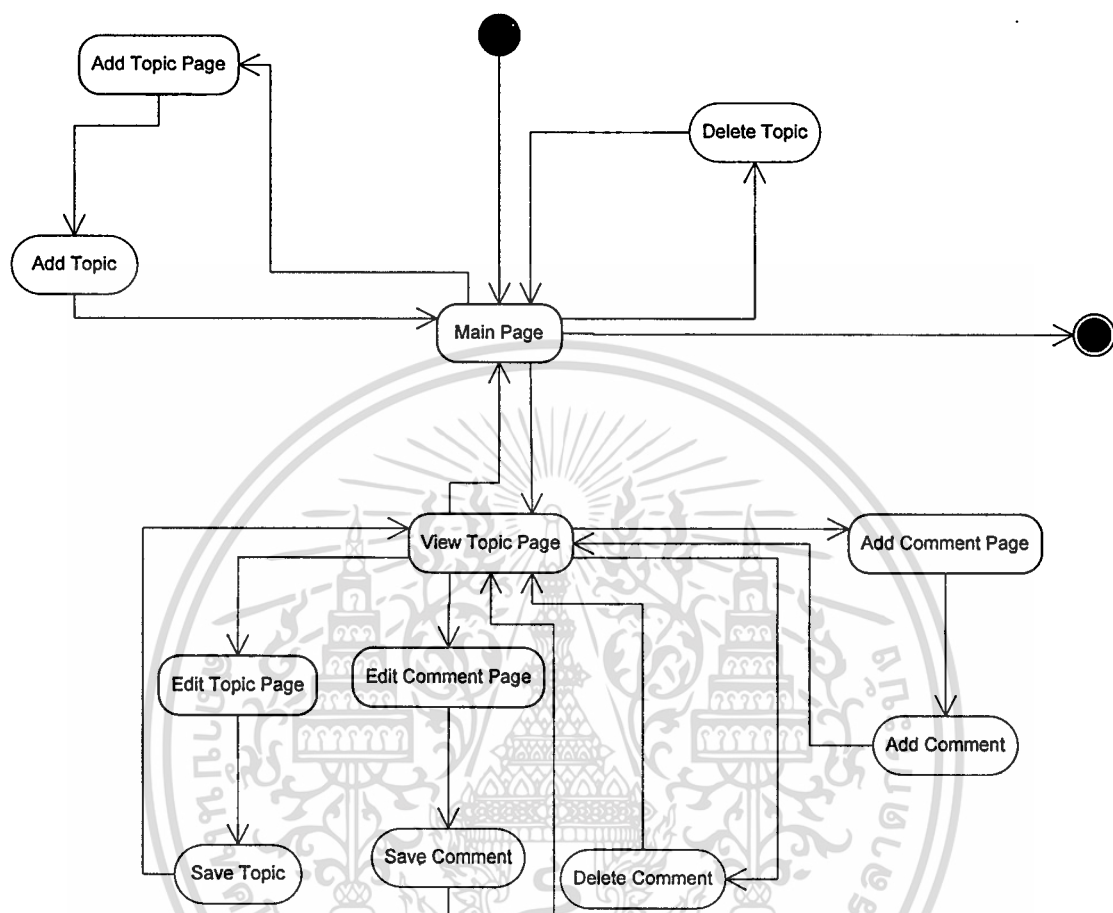 Add Topic Page
Delete Topic
Add Topic
Main Page
View Topic Page
Add Comment Page
Edit Topic Page
Edit Comment Page
Add Comment
Save Topic
Save Comment
Delete Comment